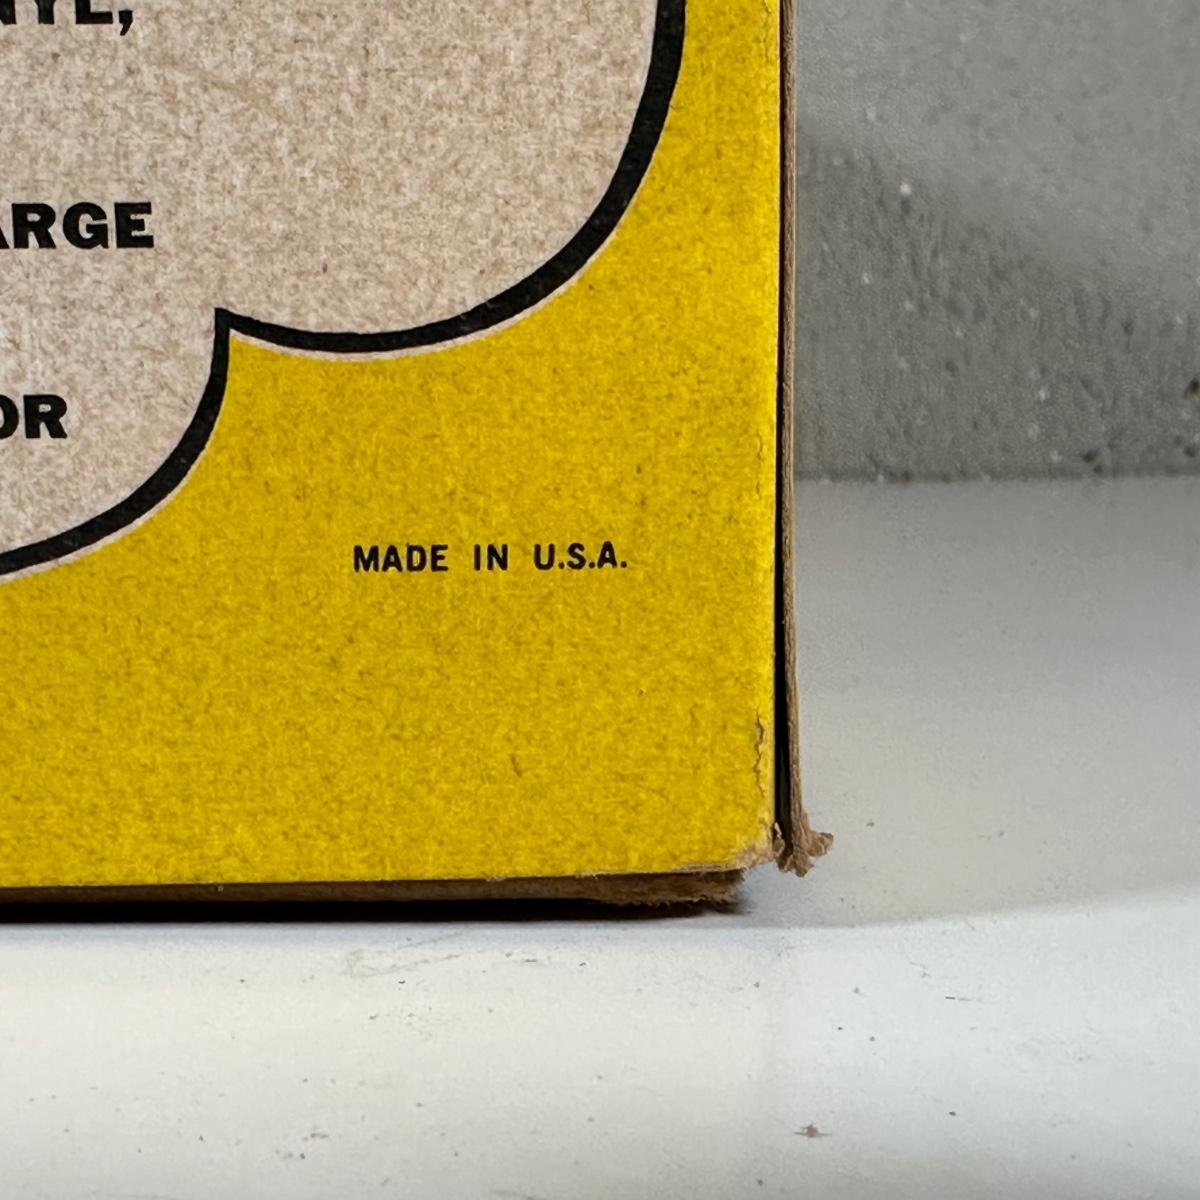 NYL,
ARGE
OR
MADE IN U.S.A.